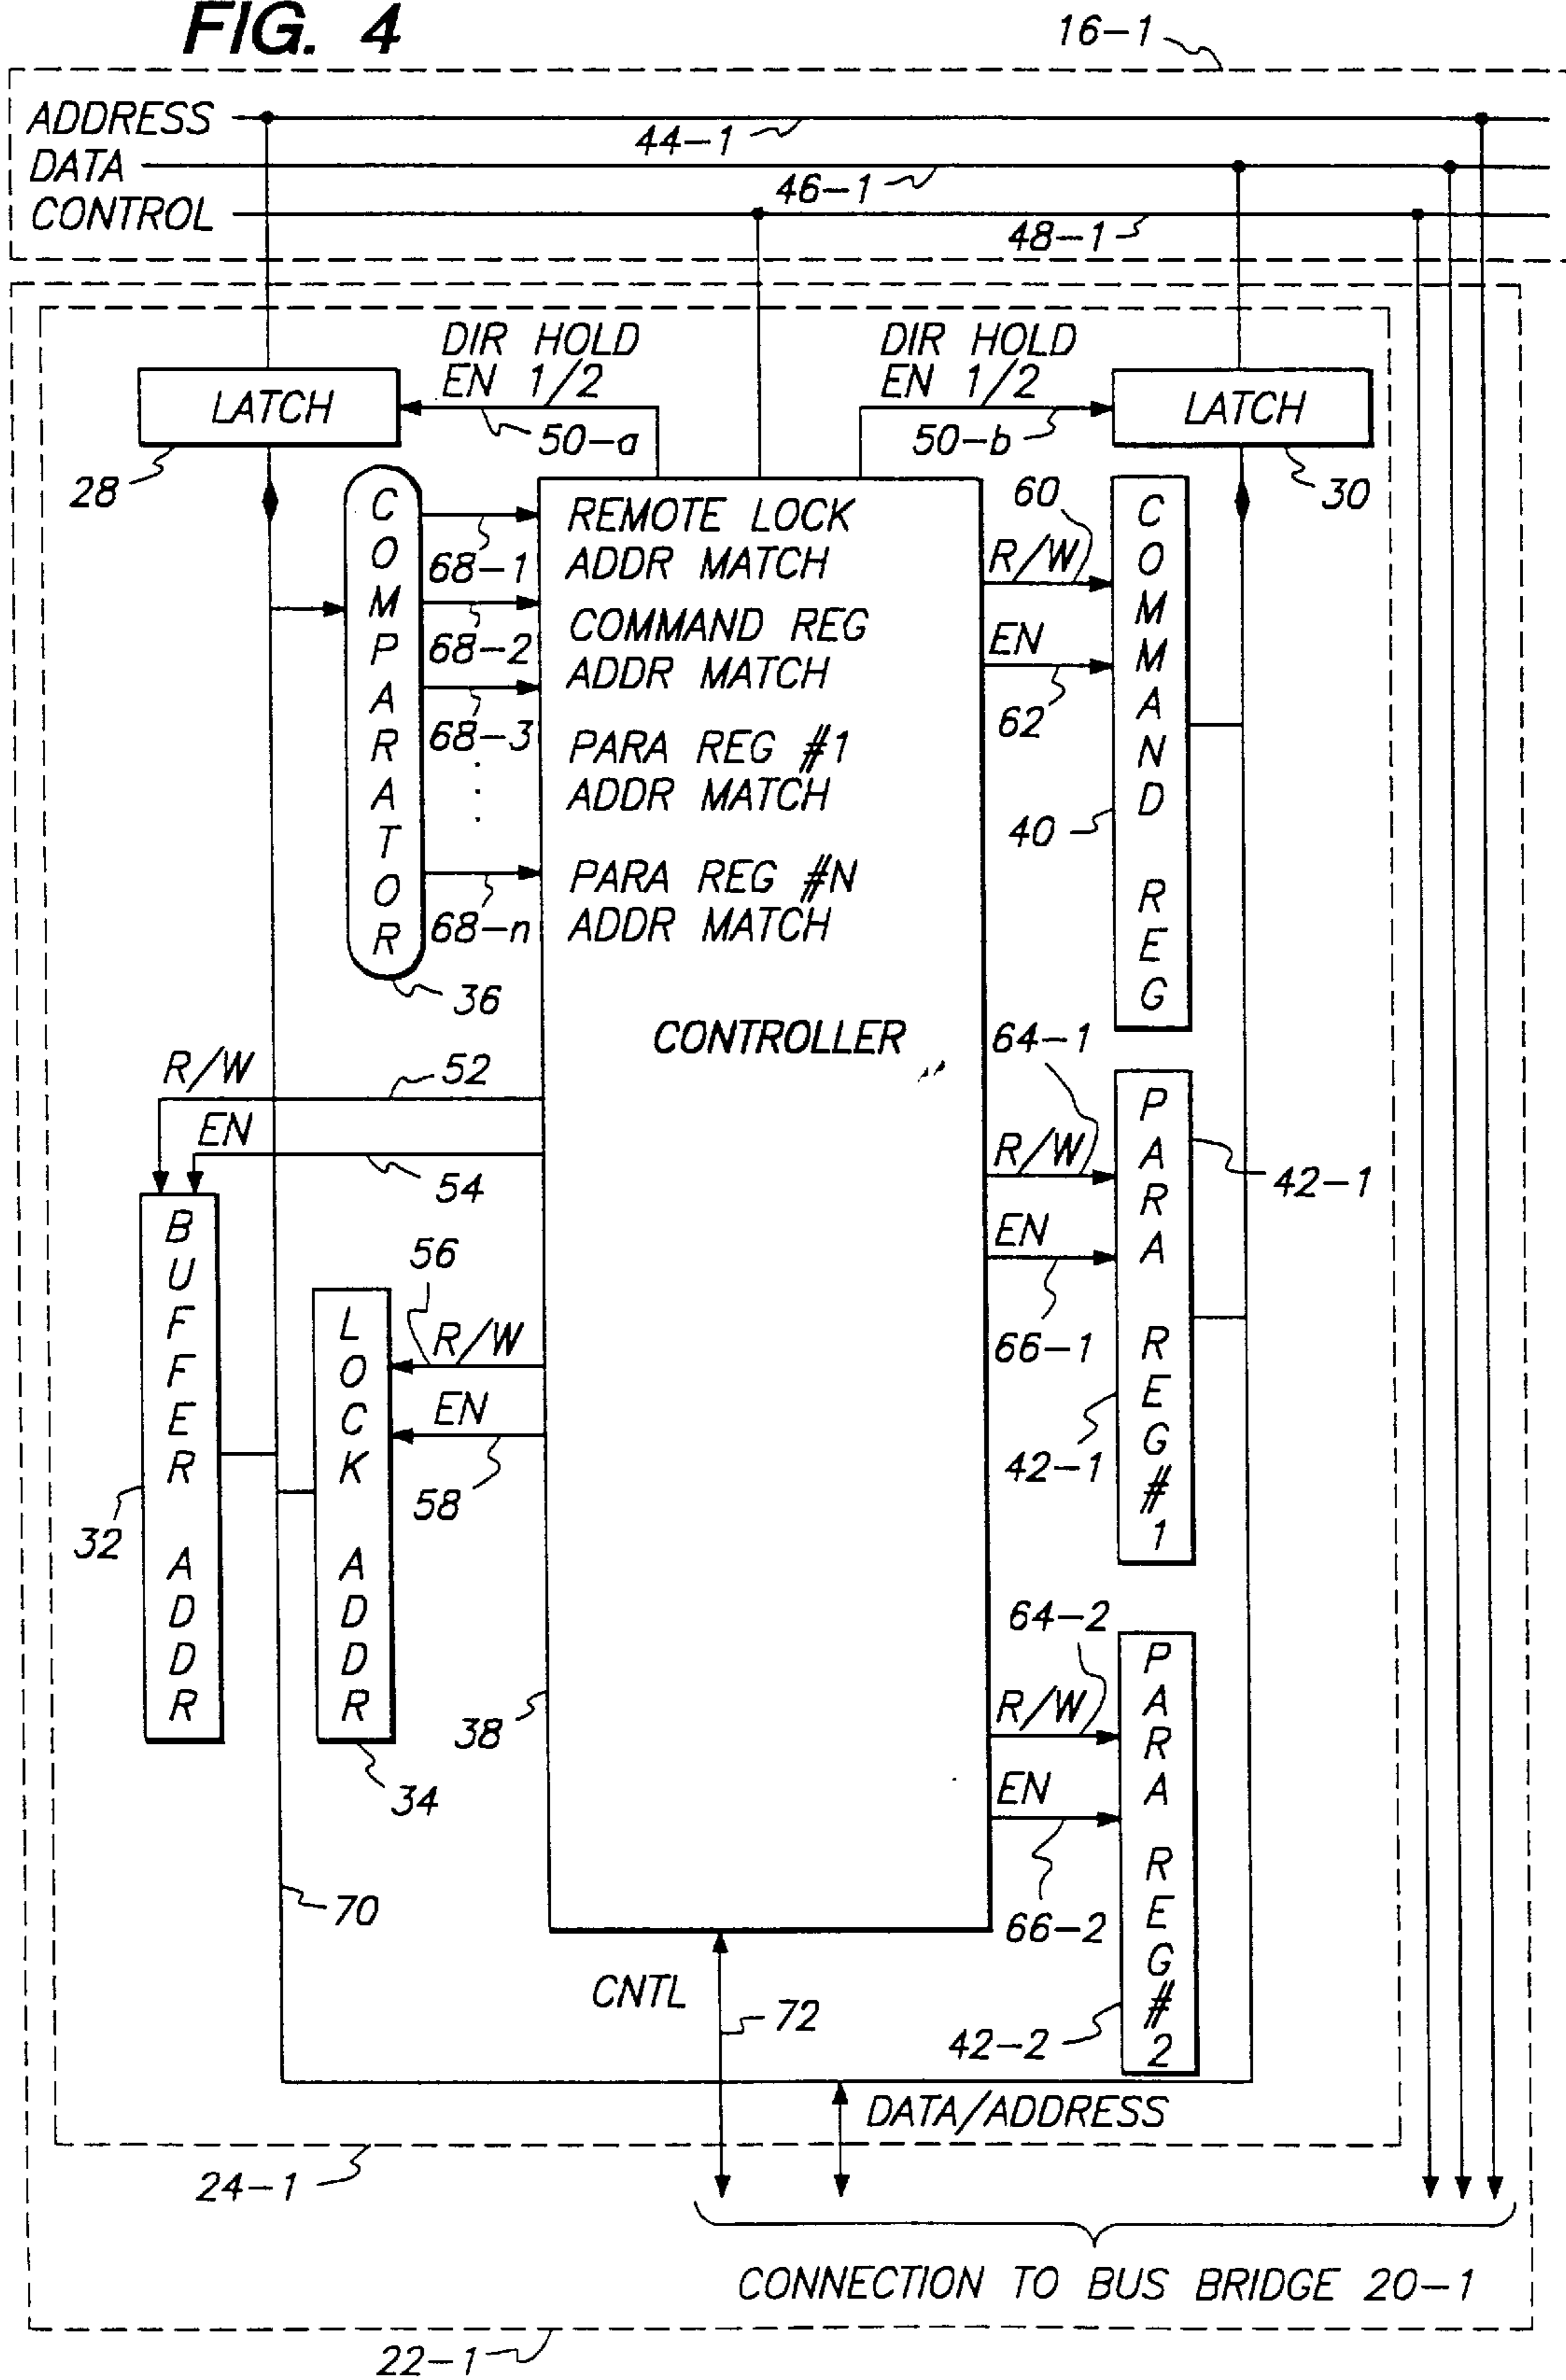 FIG. 4
16-1
ADDRESS
44-1
DATA
46-1
CONTROL
48-1
DIR HOLD
EN 1/2
DIR HOLD
EN 1/2
LATCH
LATCH
50-a
50-b
28
30
COMPARATOR
68-1
68-2
68-3
68-n
36
REMOTE LOCK
ADDR MATCH
COMMAND REG
ADDR MATCH
PARA REG #1
ADDR MATCH
PARA REG #N
ADDR MATCH
CONTROLLER
60
R/W
EN
62
COMMAND REG
40
R/W
52
EN
54
64-1
R/W
EN
66-1
PARA REG#1
42-1
42-1
BUFFER ADDR
32
56
R/W
EN
58
LOCK ADDR
34
38
64-2
R/W
EN
66-2
PARA REG#2
42-2
70
CNTL
72
DATA/ADDRESS
24-1
CONNECTION TO BUS BRIDGE 20-1
22-1